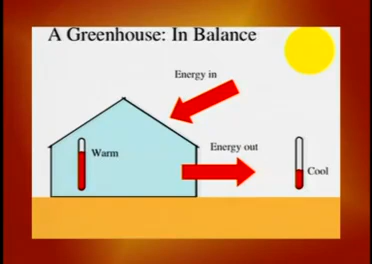 A Greenhouse: In Balance
Energy in
Warm
Energy out
Cool